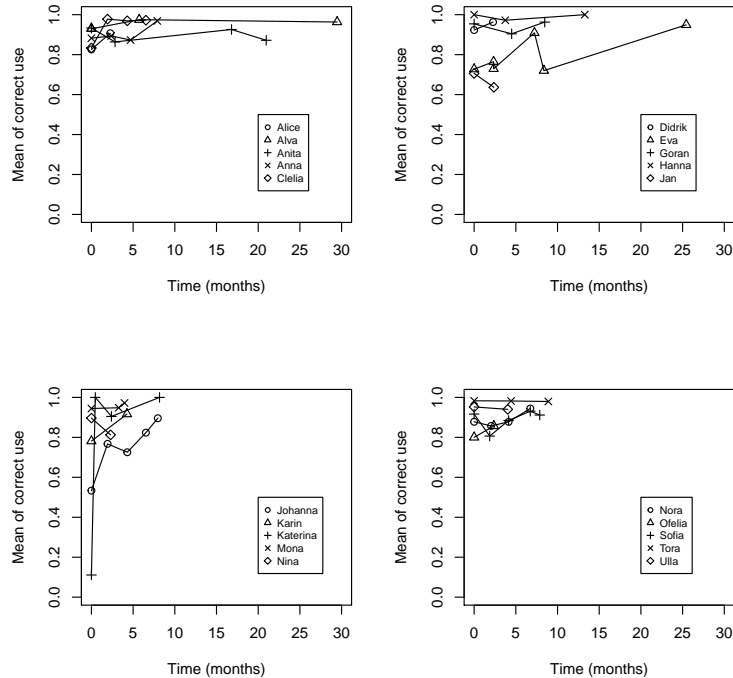 Mean of correct use
0.0 0.2 0.4 0.6 0.8 1.0
Alice
Alva
Anita
Anna
Clelia
0 5 10 15 20 25 30
Time (months)
Mean of correct use
0.0 0.2 0.4 0.6 0.8 1.0
Didrik
Eva
Goran
Hanna
Jan
0 5 10 15 20 25 30
Time (months)
Mean of correct use
0.0 0.2 0.4 0.6 0.8 1.0
Johanna
Karin
Katerina
Mona
Nina
0 5 10 15 20 25 30
Time (months)
Mean of correct use
0.0 0.2 0.4 0.6 0.8 1.0
Nora
Ofelia
Sofia
Tora
Ulla
0 5 10 15 20 25 30
Time (months)